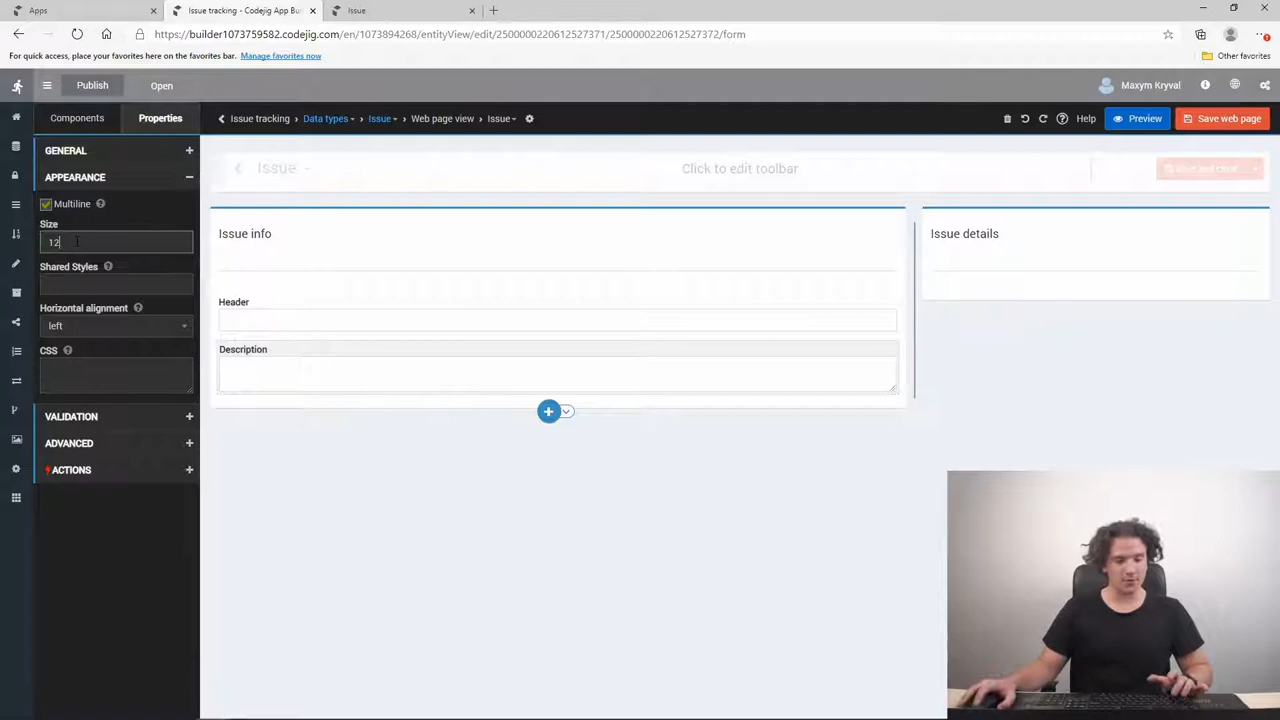 Apps
Issue tracking - Codejig App Bu
Issue
https://builder1073759582.codejig.com/en/1073894268/entityView/edit/2500000220612527371/2500000220612527372/form
For quick access, place your favorites here on the favorites bar. Manage favorites now
Other favorites
Publish
Open
Maxym Kryval
Components
Properties
Issue tracking
Data types
Issue
Web page view
Issue
Help
Preview
Save web page
GENERAL
APPEARANCE
Multiline
Size
12
Shared Styles
Horizontal alignment
left
CSS
VALIDATION
ADVANCED
ACTIONS
Issue
Click to edit toolbar
Save and close
Issue info
Header
Description
Issue details